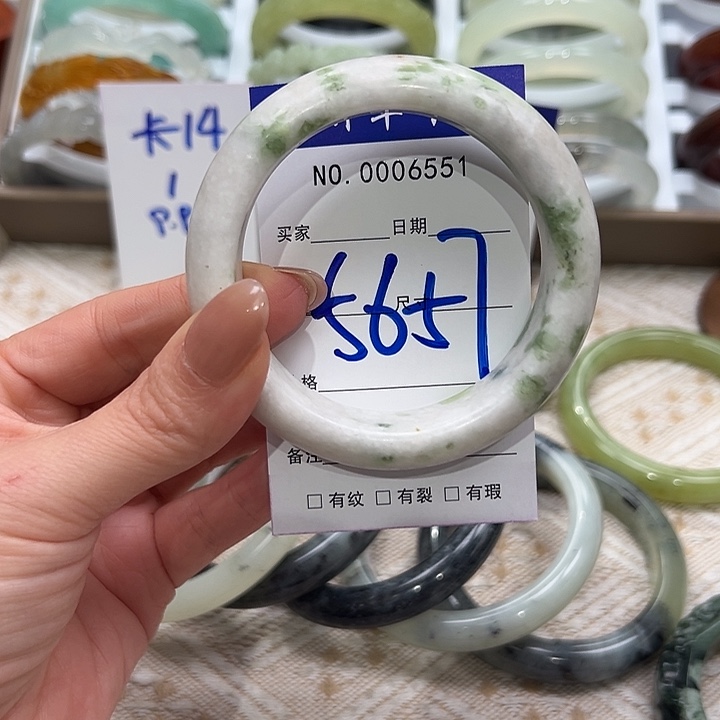 卡14
1
P.P
NO.0006551
买家 日期
5657
尺
格
备注
□有纹 □有裂 □有瑕